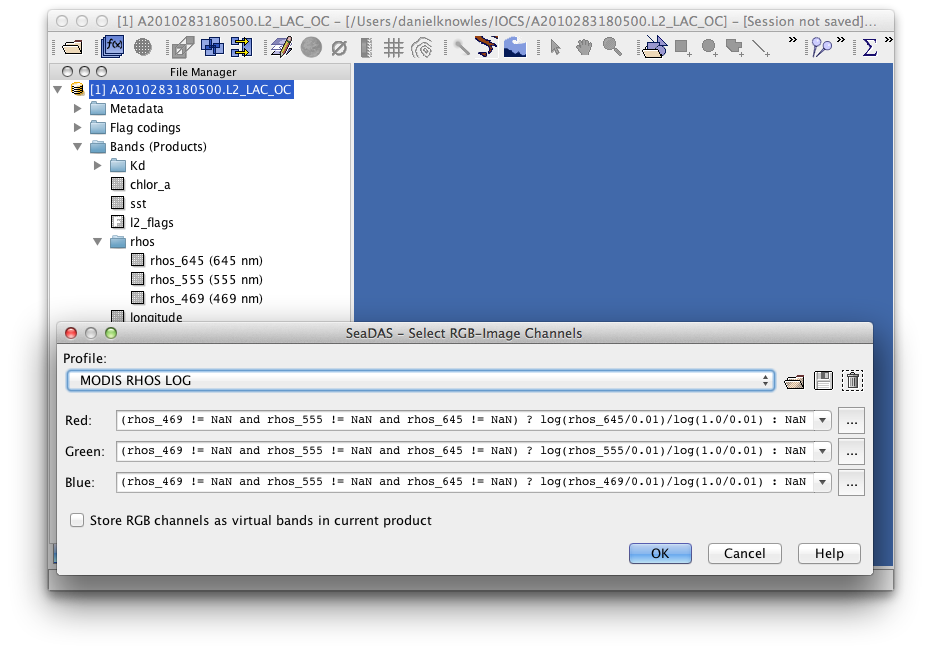 [1] A2010283180500.L2_LAC_OC – [/Users/danielknowles/IOCS/A2010283180500.L2_LAC_OC] – [Session not saved]...
f(x)
»
»
Σ
»
File Manager
[1] A2010283180500.L2_LAC_OC
Metadata
Flag codings
Bands (Products)
Kd
chlor_a
sst
l2_flags
rhos
rhos_645 (645 nm)
rhos_555 (555 nm)
rhos_469 (469 nm)
longitude
SeaDAS – Select RGB-Image Channels
Profile:
MODIS RHOS LOG
Red: (rhos_469 != NaN and rhos_555 != NaN and rhos_645 != NaN) ? log(rhos_645/0.01)/log(1.0/0.01) : NaN ...
Green: (rhos_469 != NaN and rhos_555 != NaN and rhos_645 != NaN) ? log(rhos_555/0.01)/log(1.0/0.01) : NaN ...
Blue: (rhos_469 != NaN and rhos_555 != NaN and rhos_645 != NaN) ? log(rhos_469/0.01)/log(1.0/0.01) : NaN ...
Store RGB channels as virtual bands in current product
OK Cancel Help